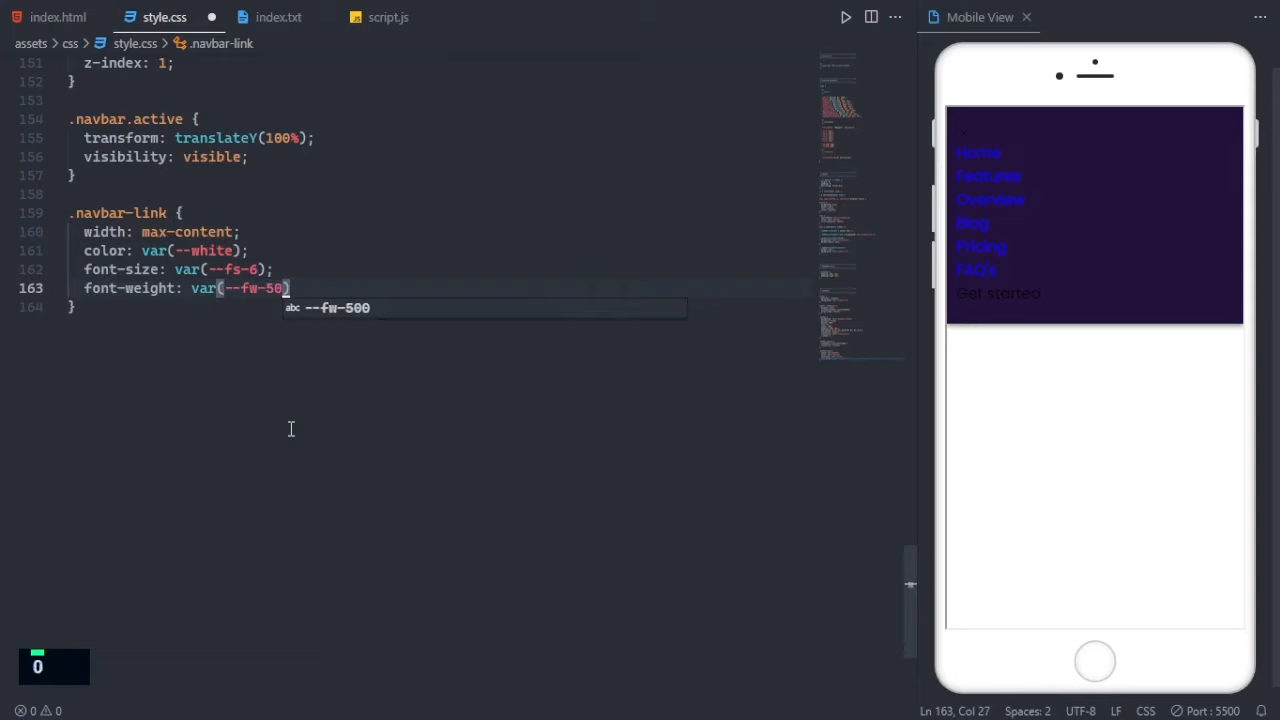 index.html
style.css
index.txt
script.js
Mobile View
assets > css > style.css > .navbar-link
151 z-index: 1;
152 }
153
154 .navbar.active {
155 transform: translateY(100%);
156 visibility: visible;
157 }
158
159 .navbar-link {
160 width: max-content;
161 color: var(--white);
162 font-size: var(--fs-6);
163 font-weight: var(--fw-50)
abc --fw-500
164 }
Home
Features
Overview
Blog
Pricing
FAQ's
Get started
0
0 0
Ln 163, Col 27
Spaces: 2
UTF-8
LF
CSS
Port : 5500